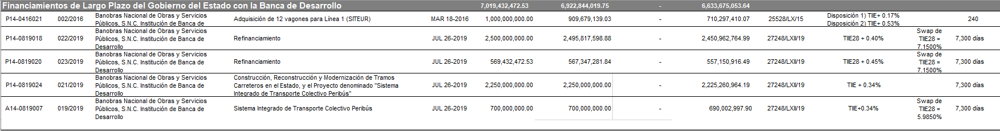 Financiamientos de Largo Plazo del Gobierno del Estado con la Banca de Desarrollo 7,019,432,472.53 6,922,844,019.75 - 6,633,675,053.64
P14-0416021 002/2016 Banobras Nacional de Obras y Servicios Públicos, S.N.C. Institución de Banca de Adquisición de 12 vagones para Línea 1 (SITEUR) MAR 18-2016 1,000,000,000.00 909,679,139.03 - 710,297,410.07 25528/LX/15 Disposición 1) TIIE+ 0.17% Disposición 2) TIIE+ 0.53% 240
P14-0819018 022/2019 Banobras Nacional de Obras y Servicios Públicos, S.N.C. Institución de Banca de Desarrollo Refinanciamiento JUL 26-2019 2,500,000,000.00 2,495,817,598.88 - 2,450,962,764.99 27248/LXII/19 TIIE28 + 0.40% Swap de TIIE28 = 7.1500% 7,300 días
P14-0819020 023/2019 Banobras Nacional de Obras y Servicios Públicos, S.N.C. Institución de Banca de Desarrollo Refinanciamiento JUL 26-2019 569,432,472.53 567,347,281.84 - 557,150,916.49 27248/LXII/19 TIIE28 + 0.45% Swap de TIIE28 = 7.1500% 7,300 días
P14-0819024 021/2019 Banobras Nacional de Obras y Servicios Públicos, S.N.C. Institución de Banca de Desarrollo Construcción, Reconstrucción y Modernización de Tramos Carreteros en el Estado, y el Proyecto denominado "Sistema Integrado de Transporte Colectivo Peribús" JUL 26-2019 2,250,000,000.00 2,250,000,000.00 - 2,225,260,964.19 27248/LXII/19 TIIE + 0.34% 7,300 días
A14-0819007 019/2019 Banobras Nacional de Obras y Servicios Públicos, S.N.C. Institución de Banca de Desarrollo Sistema Integrado de Transporte Colectivo Peribús JUL 26-2019 700,000,000.00 700,000,000.00 - 690,002,997.90 27248/LXII/19 TIIE+0.34% Swap de TIIE28 = 5.9850% 7,300 días